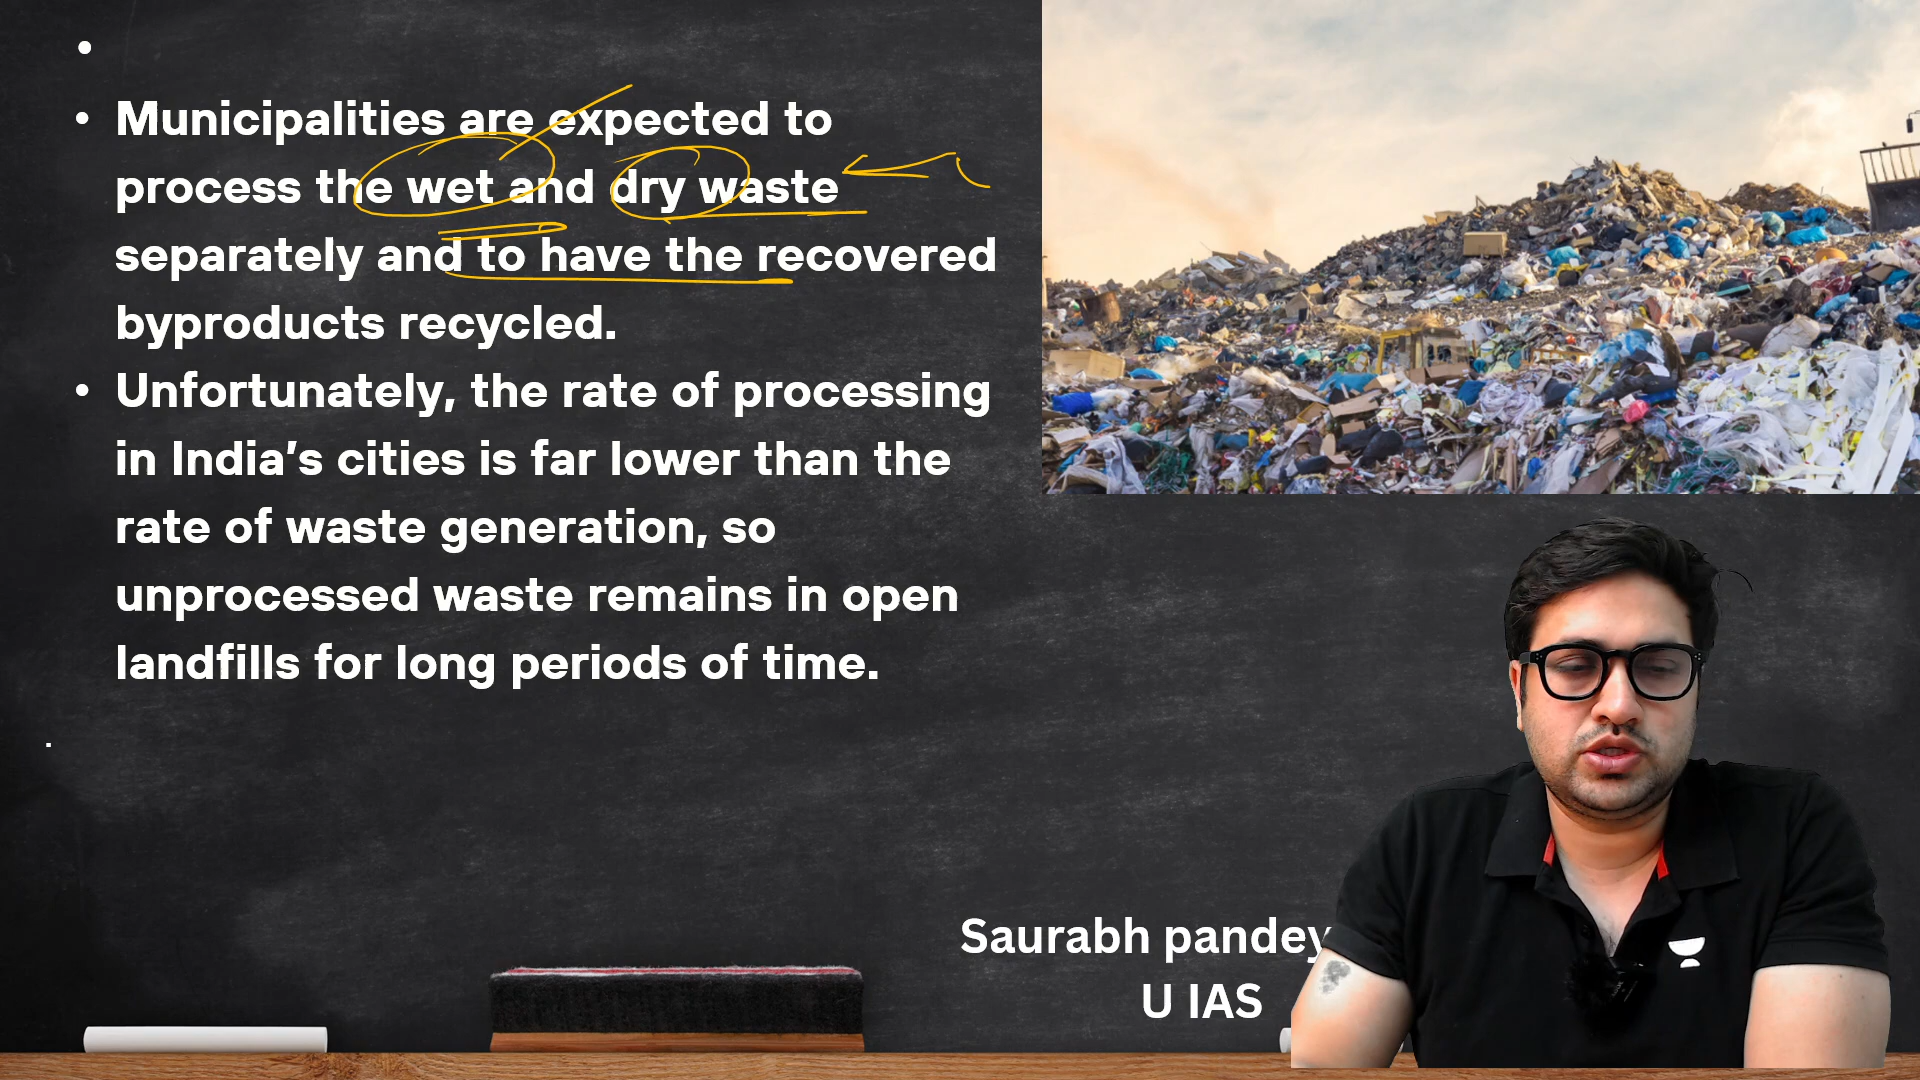 • Municipalities are expected to
process the wet and dry waste
separately and to have the recovered
byproducts recycled.
• Unfortunately, the rate of processing
in India’s cities is far lower than the
rate of waste generation, so
unprocessed waste remains in open
landfills for long periods of time.
.
Saurabh pandey
U IAS